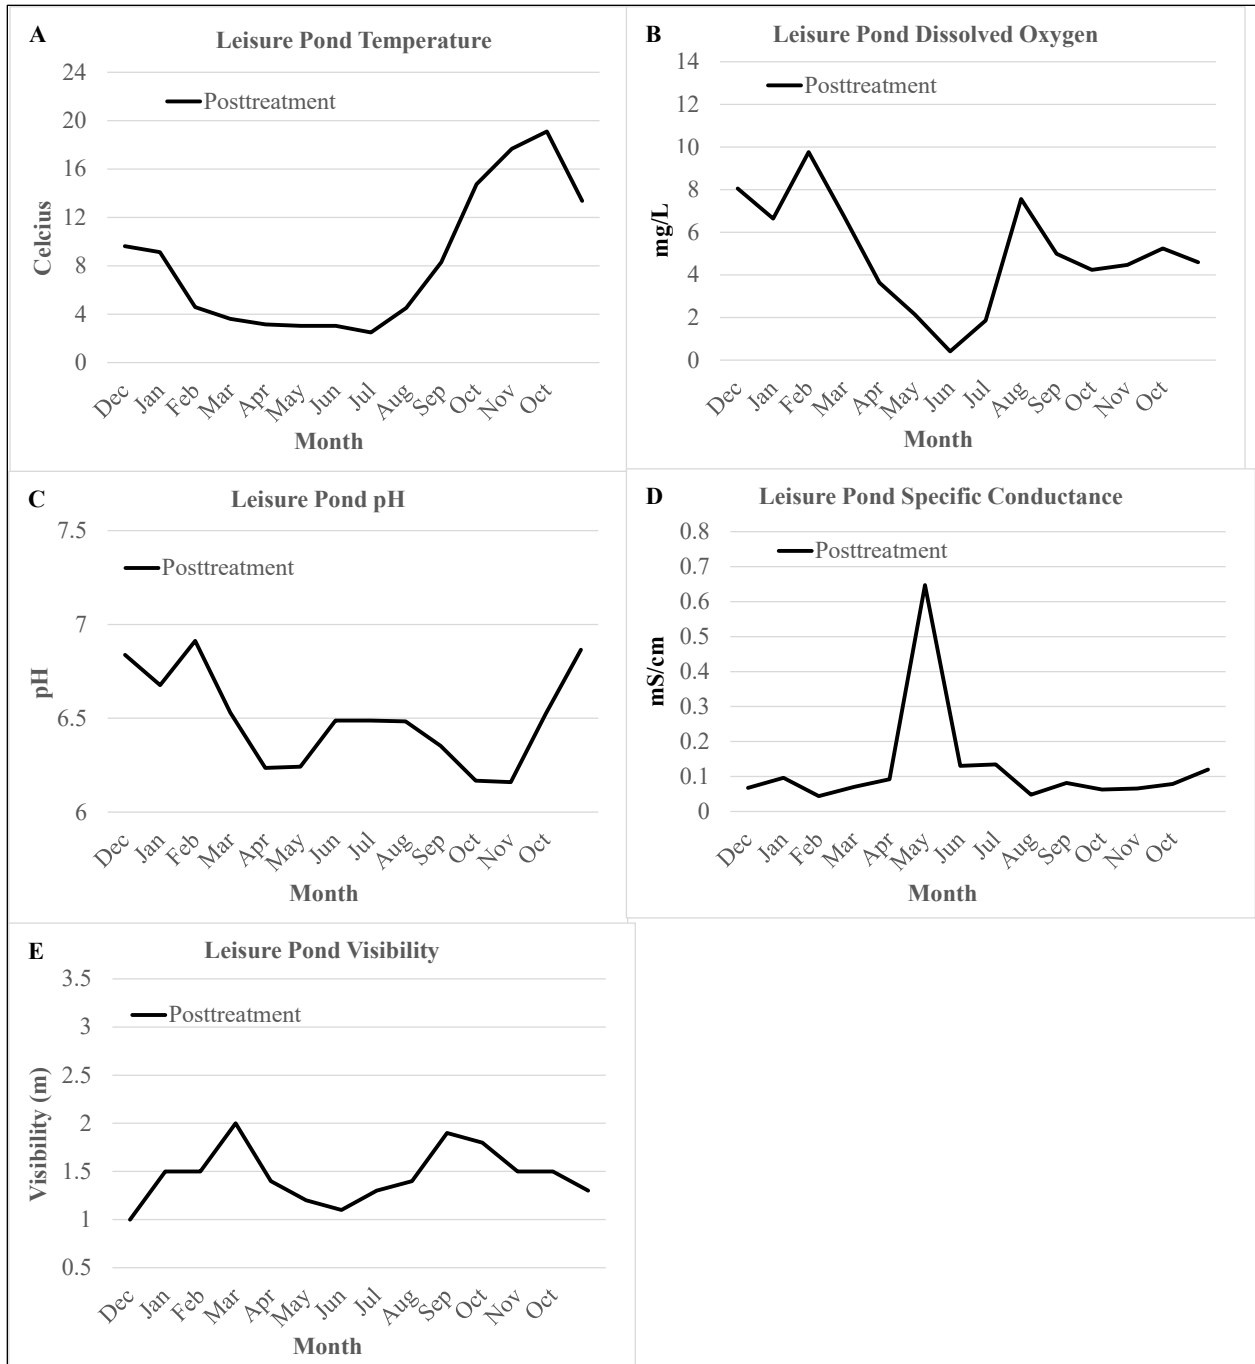 A
Leisure Pond Temperature
24
20
16
12
8
4
0
Celcius
Posttreatment
Dec Jan Feb Mar Apr May Jun Jul Aug Sep Oct Nov Oct
Month
B
Leisure Pond Dissolved Oxygen
14
12
10
8
6
4
2
0
mg/L
Posttreatment
Dec Jan Feb Mar Apr May Jun Jul Aug Sep Oct Nov Oct
Month
C
Leisure Pond pH
7.5
7
6.5
6
pH
Posttreatment
Dec Jan Feb Mar Apr May Jun Jul Aug Sep Oct Nov Oct
Month
D
Leisure Pond Specific Conductance
0.8
0.7
0.6
0.5
0.4
0.3
0.2
0.1
0
mS/cm
Posttreatment
Dec Jan Feb Mar Apr May Jun Jul Aug Sep Oct Nov Oct
Month
E
Leisure Pond Visibility
3.5
3
2.5
2
1.5
1
0.5
Visibility (m)
Posttreatment
Dec Jan Feb Mar Apr May Jun Jul Aug Sep Oct Nov Oct
Month